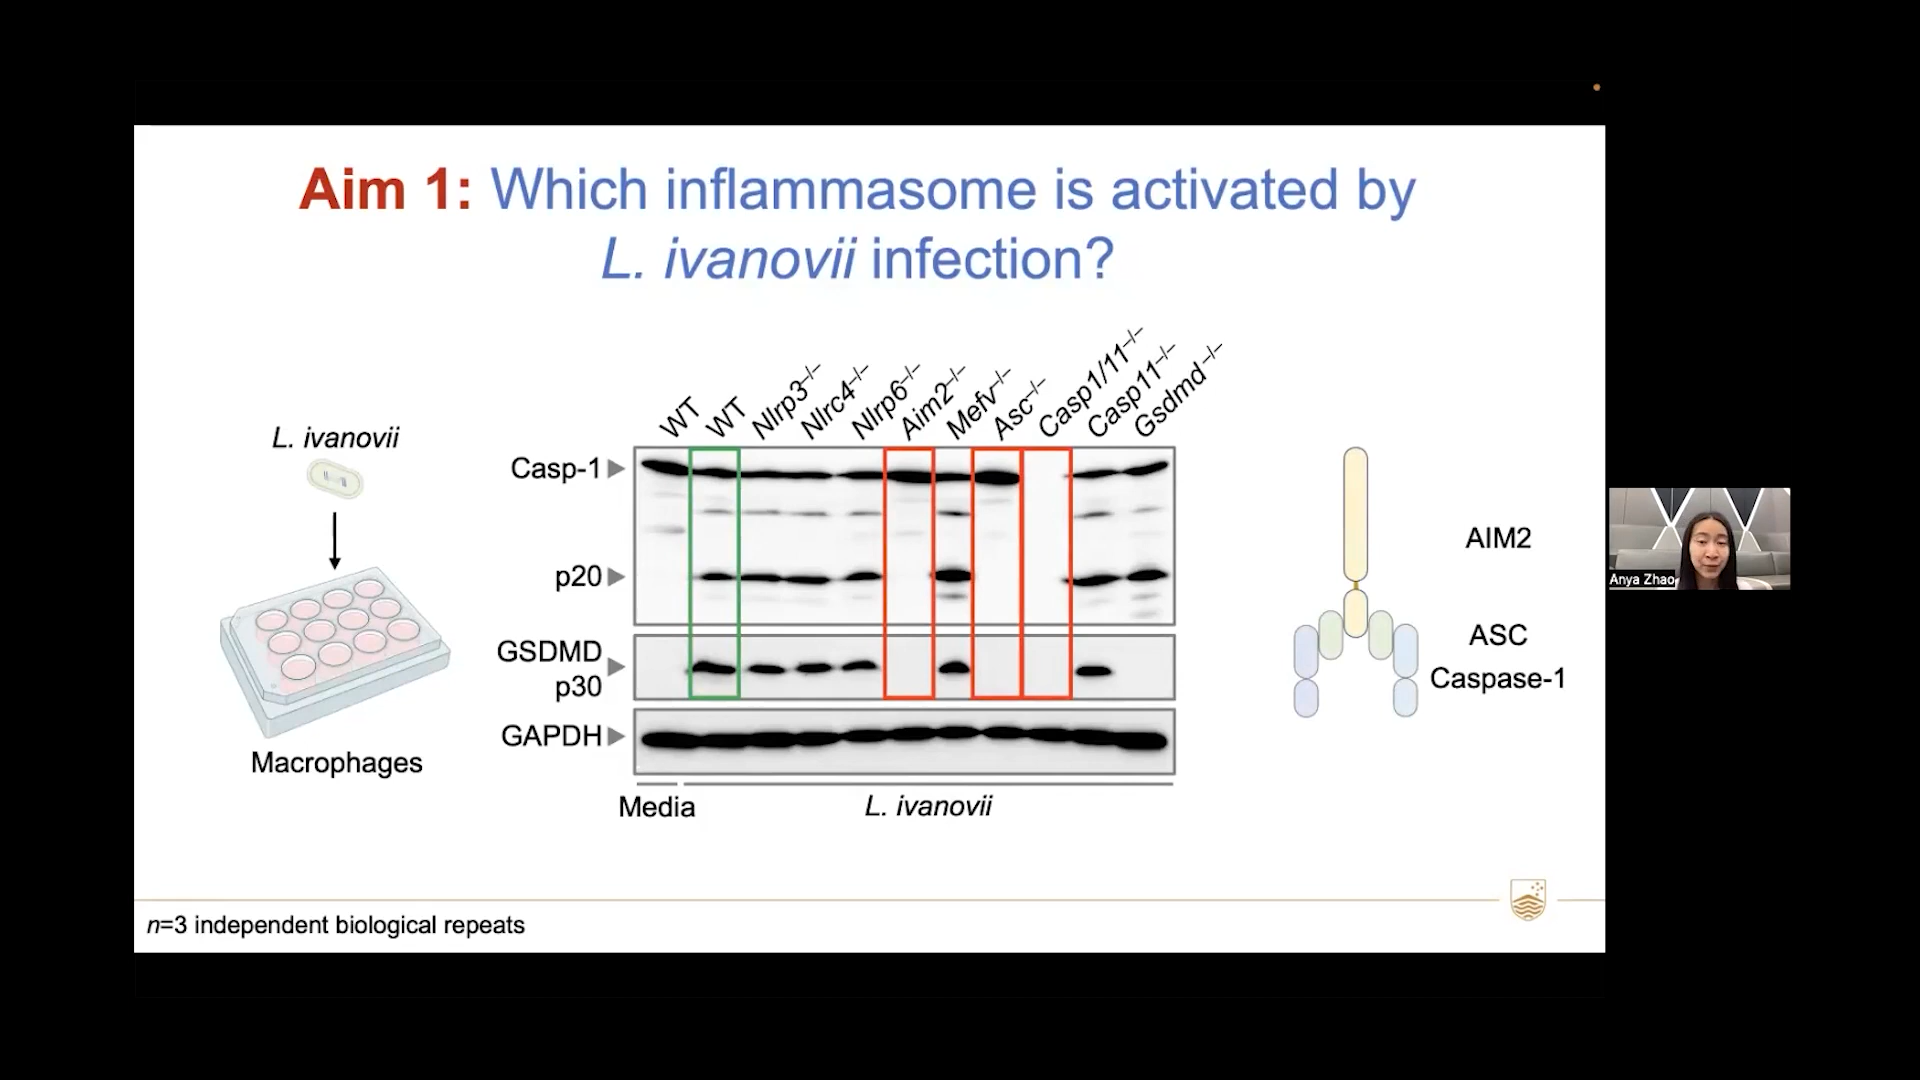 Aim 1: Which inflammasome is activated by
L. ivanovii infection?
L. ivanovii
Macrophages
WT
WT
Nlrp3–/–
Nlrc4–/–
Nlrp6–/–
Aim2–/–
Mefv–/–
Asc–/–
Casp1/11–/–
Casp11–/–
Gsdmd–/–
Casp-1
p20
GSDMD
p30
GAPDH
Media
L. ivanovii
AIM2
ASC
Caspase-1
Anya Zhao
n=3 independent biological repeats